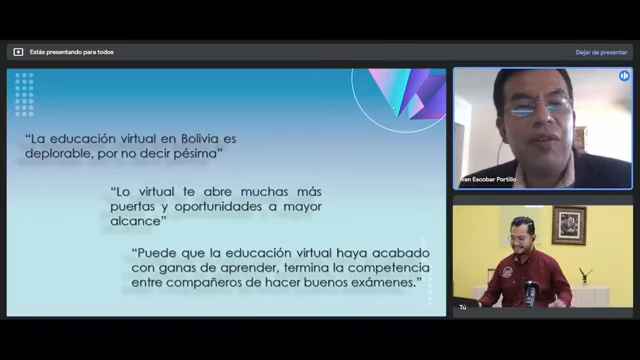 Estás presentando para todos
Dejar de presentar
“La educación virtual en Bolivia es
deplorable, por no decir pésima”
“Lo virtual te abre muchas más
puertas y oportunidades a mayor
alcance”
“Puede que la educación virtual haya acabado
con ganas de aprender, termina la competencia
entre compañeros de hacer buenos exámenes.”
Ivan Escobar Portillo
Tú